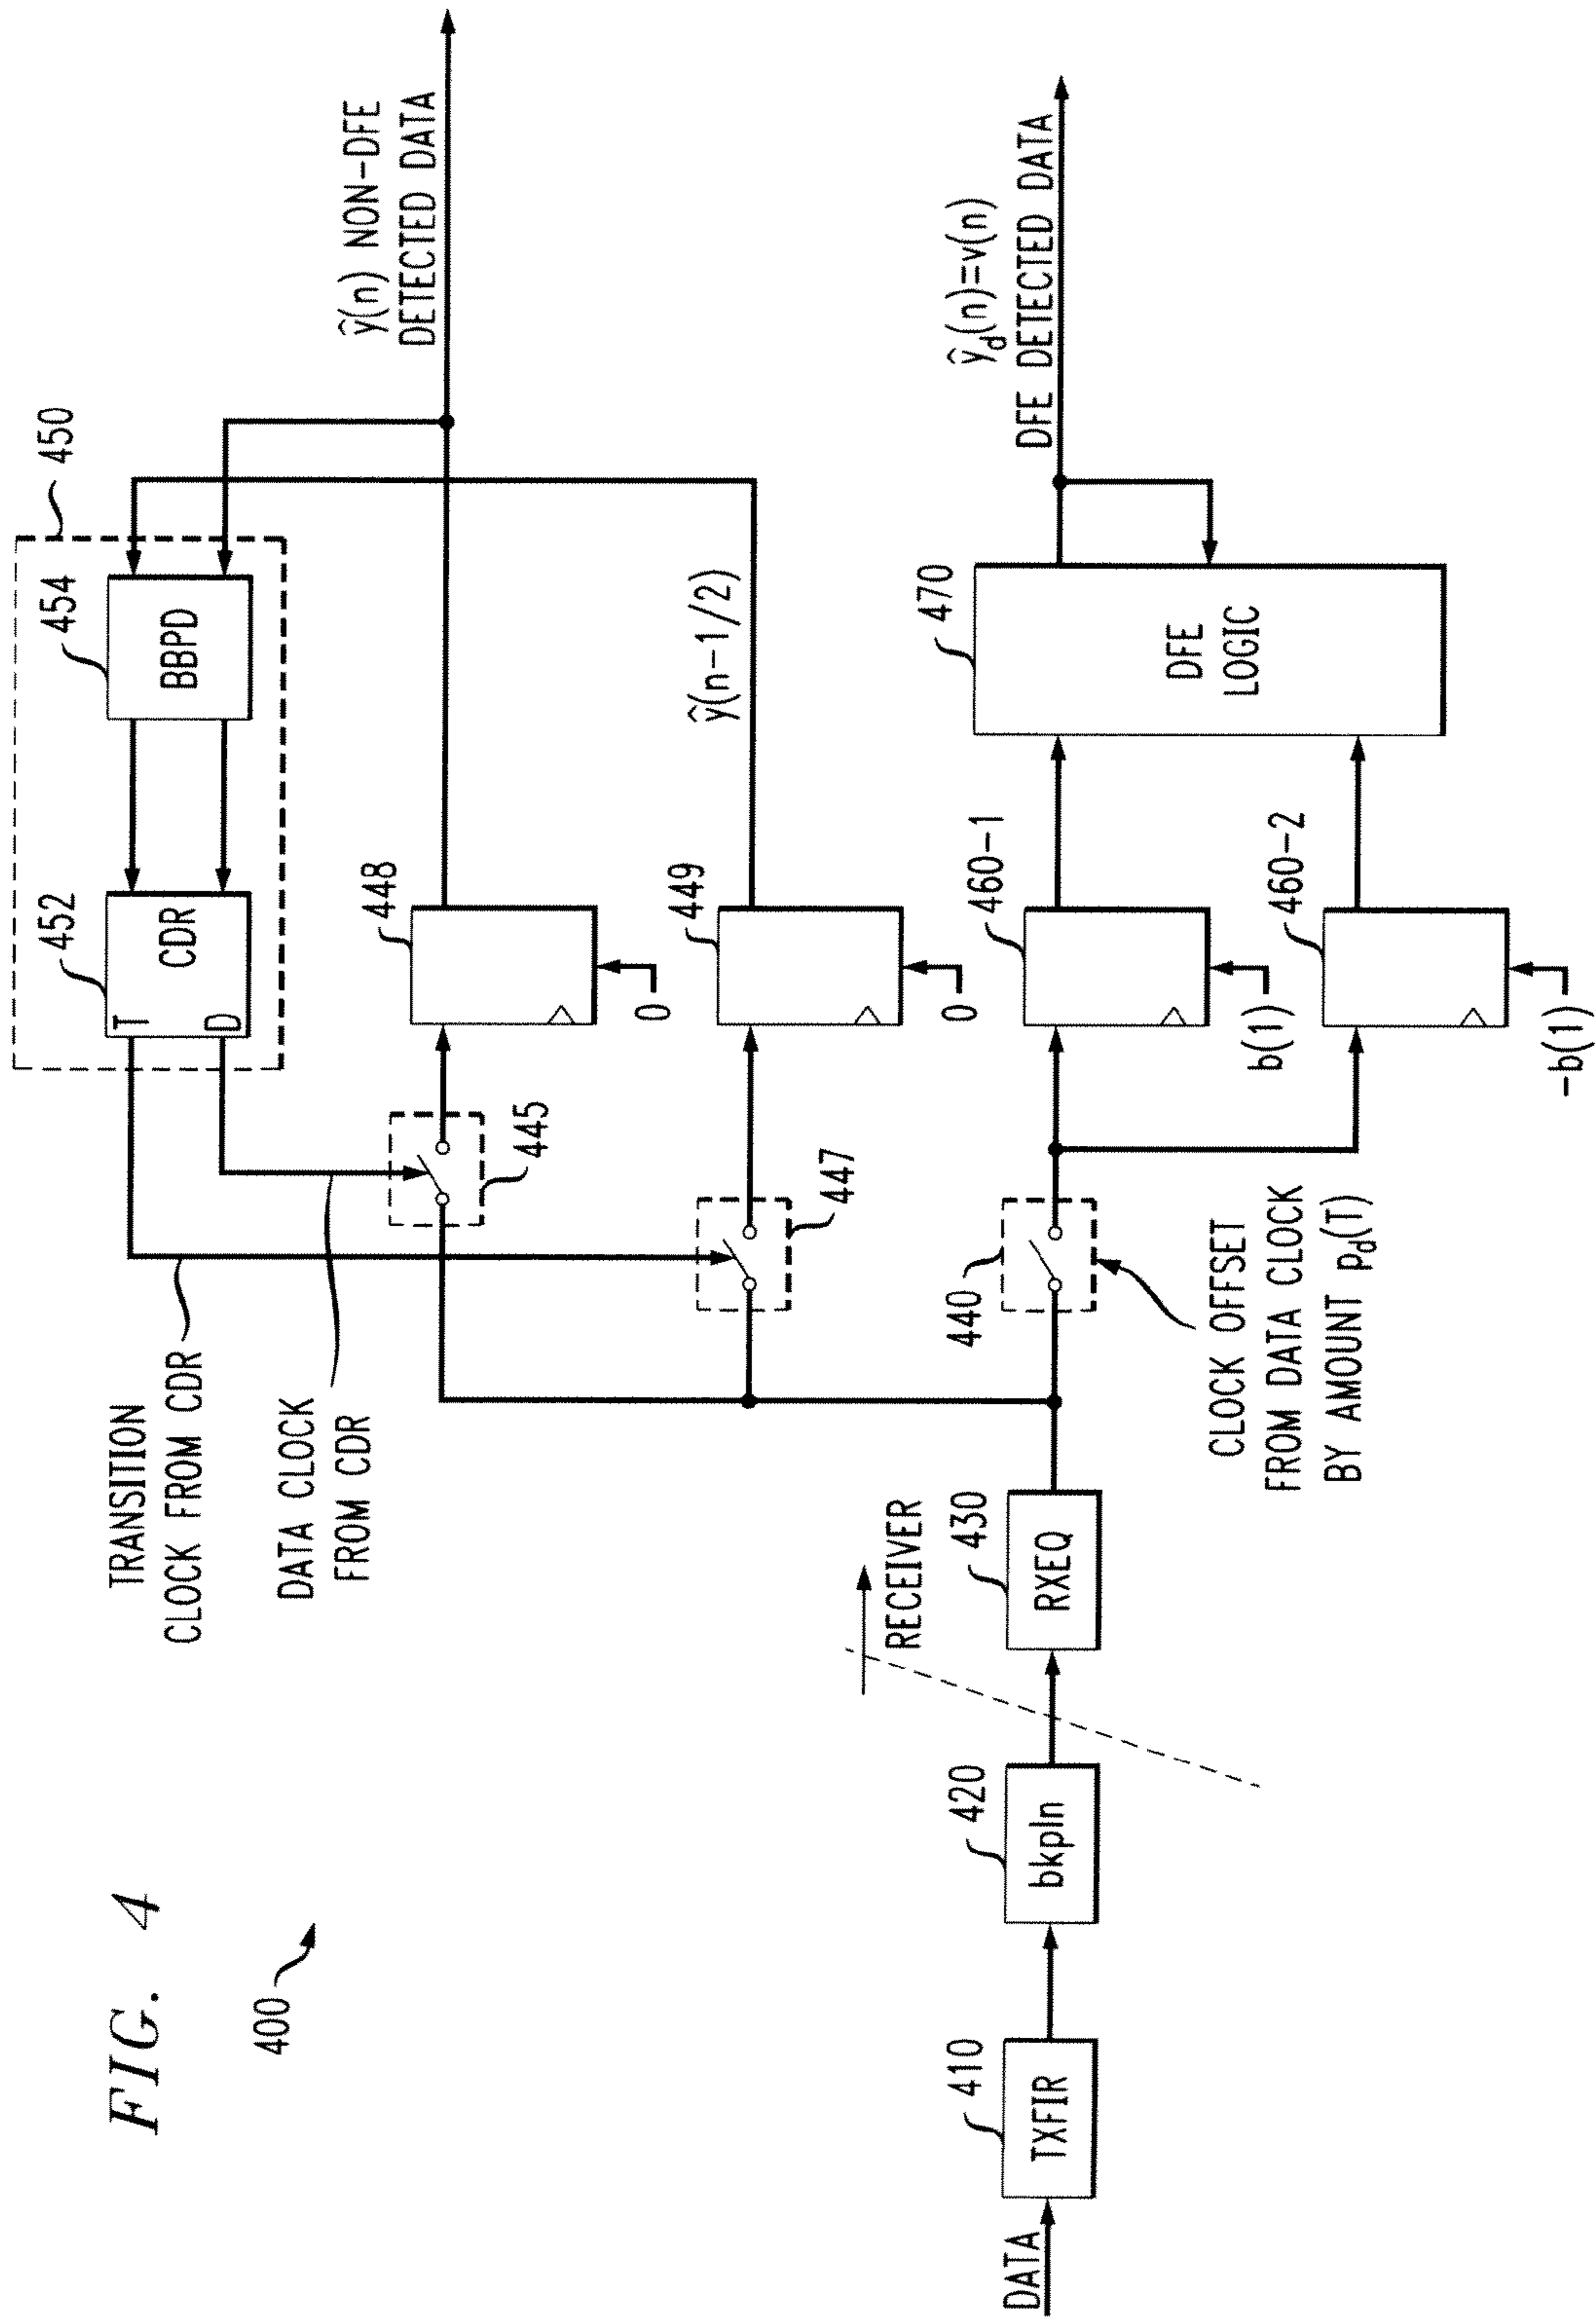 FIG. 4
400
TRANSITION
CLOCK FROM CDR
DATA CLOCK
FROM CDR
450
452
T
D
CDR
454
BBPD
445
448
0
ŷ(n) NON-DFE
DETECTED DATA
447
449
0
ŷ(n-1/2)
RECEIVER
DATA
410
TXFIR
420
bkpln
430
RXEQ
440
CLOCK OFFSET
FROM DATA CLOCK
BY AMOUNT pd(T)
460-1
b(1)
460-2
-b(1)
470
DFE
LOGIC
ŷd(n)=v(n)
DFE DETECTED DATA